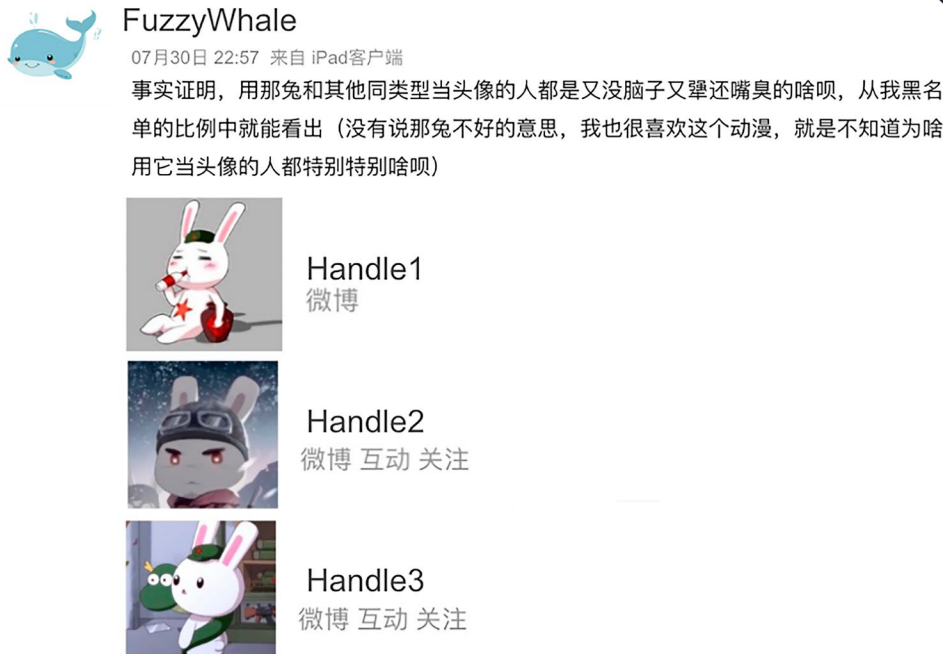 FuzzyWhale
07月30日 22:57 来自 iPad客户端
事实证明，用那兔和其他同类型当头像的人都是又没脑子又犟还嘴臭的啥呗，从我黑名
单的比例中就能看出（没有说那兔不好的意思，我也很喜欢这个动漫，就是不知道为啥
用它当头像的人都特别特别啥呗）
Handle1
微博
Handle2
微博 互动 关注
Handle3
微博 互动 关注